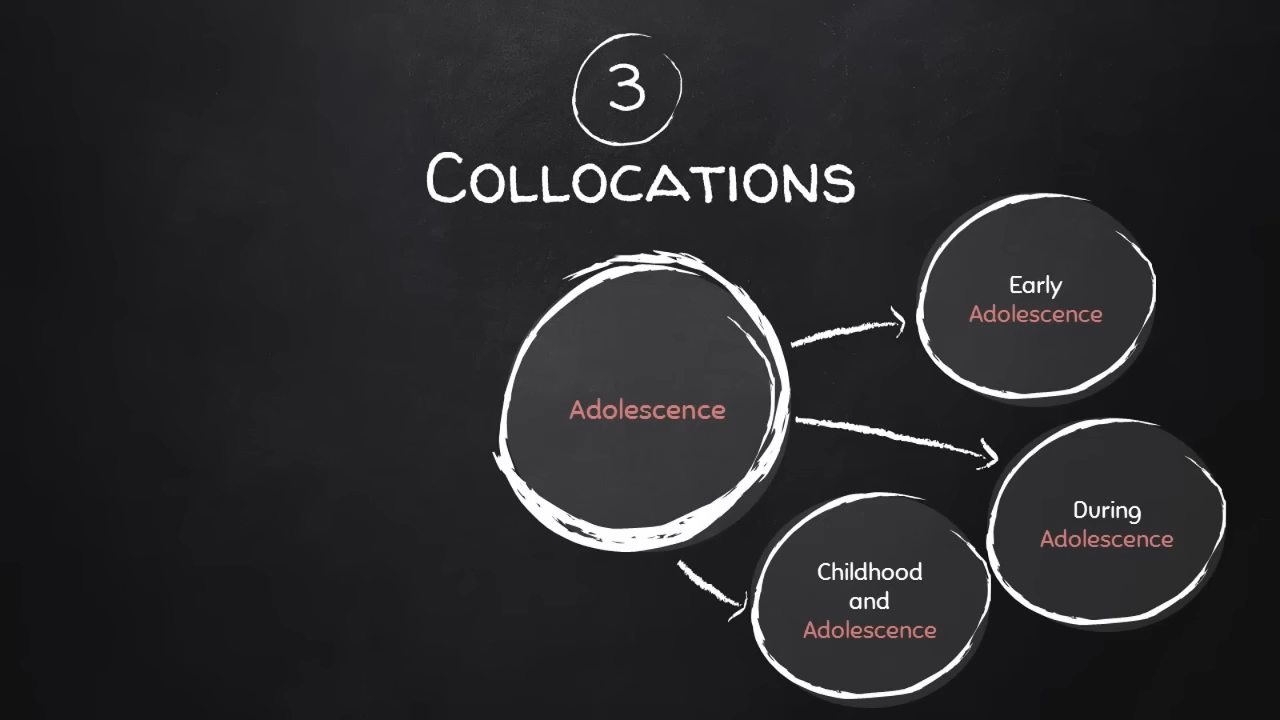 3
Collocations
Adolescence
Early
Adolescence
During
Adolescence
Childhood
and
Adolescence